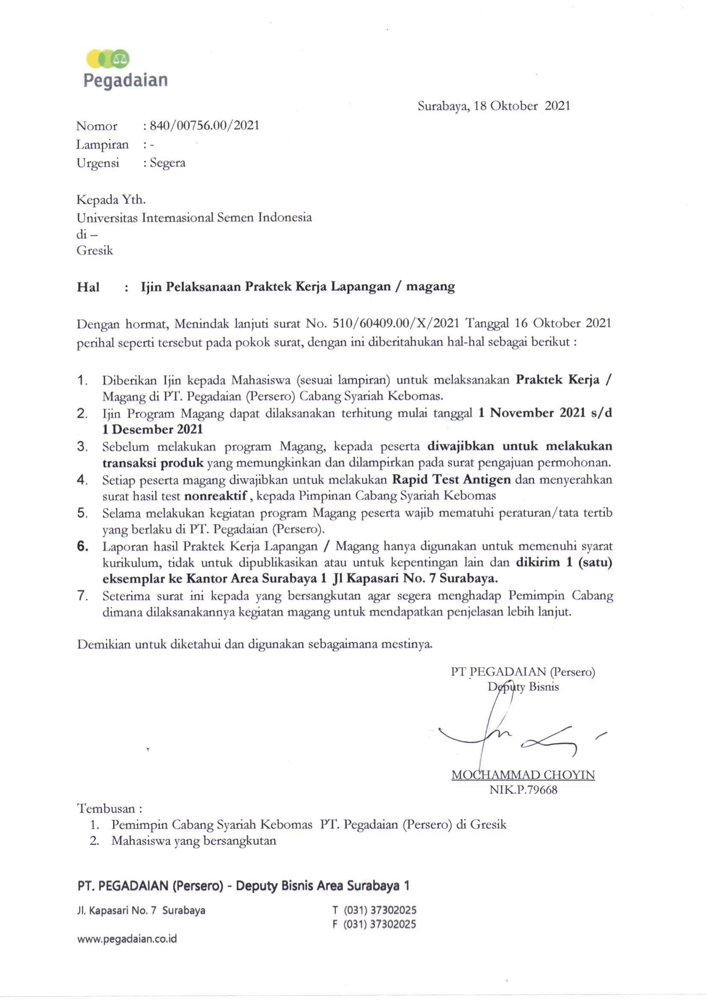 Pegadaian
Surabaya, 18 Oktober 2021
Nomor : 840/00756.00/2021
Lampiran : -
Urgensi : Segera
Kepada Yth.
Universitas Internasional Semen Indonesia
di –
Gresik
Hal : Ijin Pelaksanaan Praktek Kerja Lapangan / magang
Dengan hormat, Menindak lanjuti surat No. 510/60409.00/X/2021 Tanggal 16 Oktober 2021
perihal seperti tersebut pada pokok surat, dengan ini diberitahukan hal-hal sebagai berikut :
1. Diberikan Ijin kepada Mahasiswa (sesuai lampiran) untuk melaksanakan Praktek Kerja /
Magang di PT. Pegadaian (Persero) Cabang Syariah Kebomas.
2. Ijin Program Magang dapat dilaksanakan terhitung mulai tanggal 1 November 2021 s/d
1 Desember 2021
3. Sebelum melakukan program Magang, kepada peserta diwajibkan untuk melakukan
transaksi produk yang memungkinkan dan dilampirkan pada surat pengajuan permohonan.
4. Setiap peserta magang diwajibkan untuk melakukan Rapid Test Antigen dan menyerahkan
surat hasil test nonreaktif , kepada Pimpinan Cabang Syariah Kebomas
5. Selama melakukan kegiatan program Magang peserta wajib mematuhi peraturan/tata tertib
yang berlaku di PT. Pegadaian (Persero).
6. Laporan hasil Praktek Kerja Lapangan / Magang hanya digunakan untuk memenuhi syarat
kurikulum, tidak untuk dipublikasikan atau untuk kepentingan lain dan dikirim 1 (satu)
eksemplar ke Kantor Area Surabaya 1 Jl Kapasari No. 7 Surabaya.
7. Seterima surat ini kepada yang bersangkutan agar segera menghadap Pemimpin Cabang
dimana dilaksanakannya kegiatan magang untuk mendapatkan penjelasan lebih lanjut.
Demikian untuk diketahui dan digunakan sebagaimana mestinya.
PT PEGADAIAN (Persero)
Deputy Bisnis
MOCHAMMAD CHOYIN
NIK.P.79668
Tembusan :
1. Pemimpin Cabang Syariah Kebomas PT. Pegadaian (Persero) di Gresik
2. Mahasiswa yang bersangkutan
PT. PEGADAIAN (Persero) - Deputy Bisnis Area Surabaya 1
Jl. Kapasari No. 7 Surabaya T (031) 37302025
F (031) 37302025
www.pegadaian.co.id